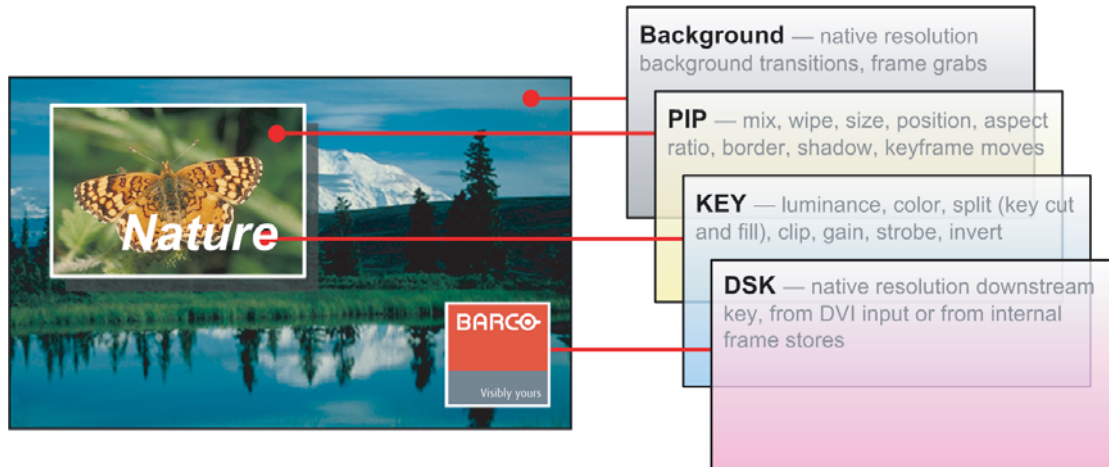 Nature
BARCO
Visibly yours
Background — native resolution
background transitions, frame grabs
PIP — mix, wipe, size, position, aspect
ratio, border, shadow, keyframe moves
KEY — luminance, color, split (key cut
and fill), clip, gain, strobe, invert
DSK — native resolution downstream
key, from DVI input or from internal
frame stores